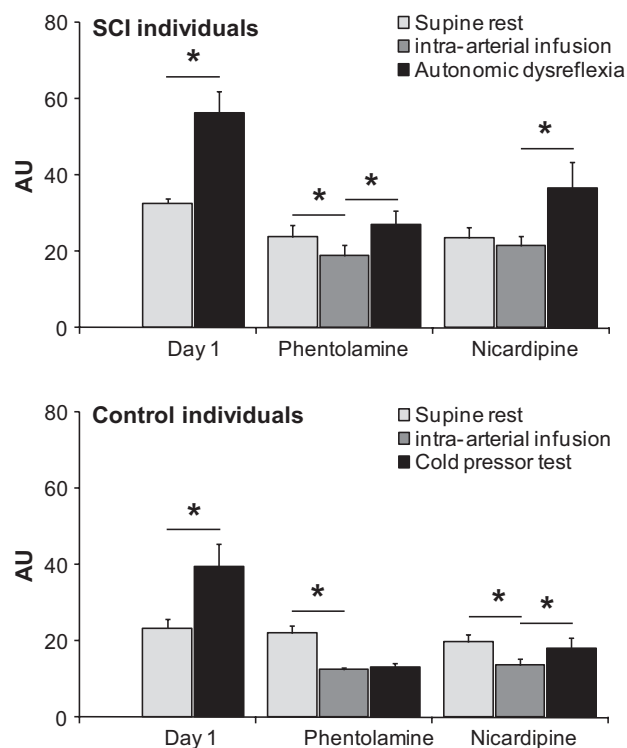 80
SCI individuals
Supine rest
intra-arterial infusion
Autonomic dysreflexia
*
*
60
AU
40
*
*
20
0
Day 1
Phentolamine
Nicardipine
80
Control individuals
Supine rest
intra-arterial infusion
Cold pressor test
60
*
AU
40
*
*
*
20
0
Day 1
Phentolamine
Nicardipine